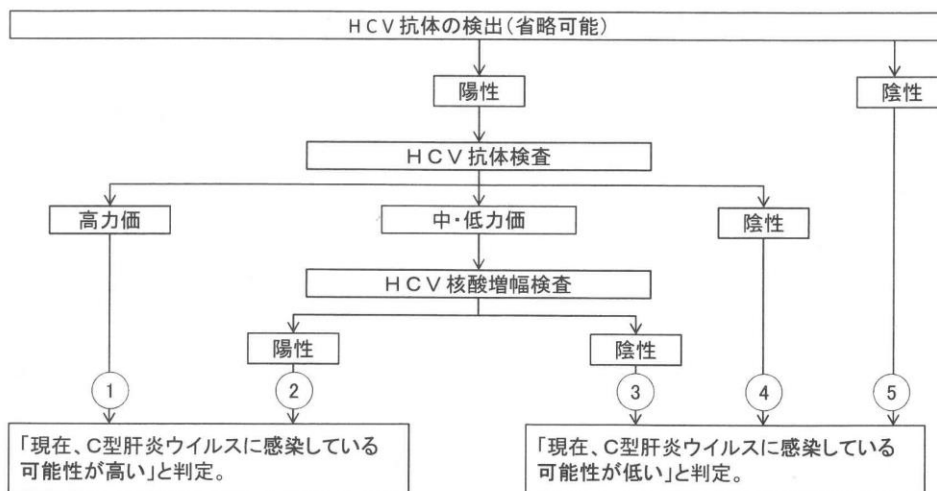 HCV抗体の検出(省略可能)
陽性
陰性
HCV抗体検査
高力価
中・低力価
陰性
HCV核酸増幅検査
陽性
陰性
1
2
3
4
5
「現在、C型肝炎ウイルスに感染している
可能性が高い」と判定。
「現在、C型肝炎ウイルスに感染している
可能性が低い」と判定。